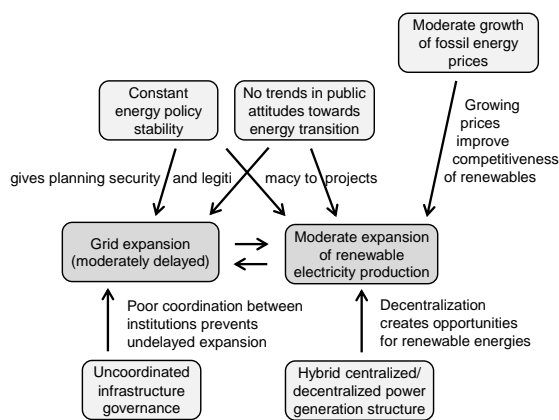 Moderate growth
of fossil energy
prices
Constant
energy policy
stability
No trends in public
attitudes towards
energy transition
Growing
prices
improve
competitiveness
of renewables
gives planning security and legiti macy to projects
Grid expansion
(moderately delayed)
Moderate expansion
of renewable
electricity production
Poor coordination between
institutions prevents
undelayed expansion
Decentralization
creates opportunities
for renewable energies
Uncoordinated
infrastructure
governance
Hybrid centralized/
decentralized power
generation structure